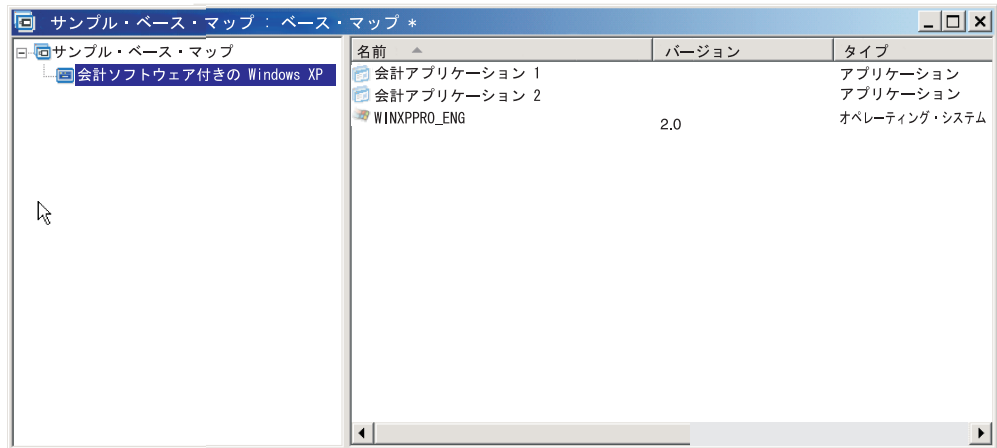 サンプル・ベース・マップ : ベース・マップ *
サンプル・ベース・マップ
会計ソフトウェア付きの Windows XP
名前 バージョン タイプ
会計アプリケーション 1 アプリケーション
会計アプリケーション 2 アプリケーション
WINXPPRO_ENG 2.0 オペレーティング・システム